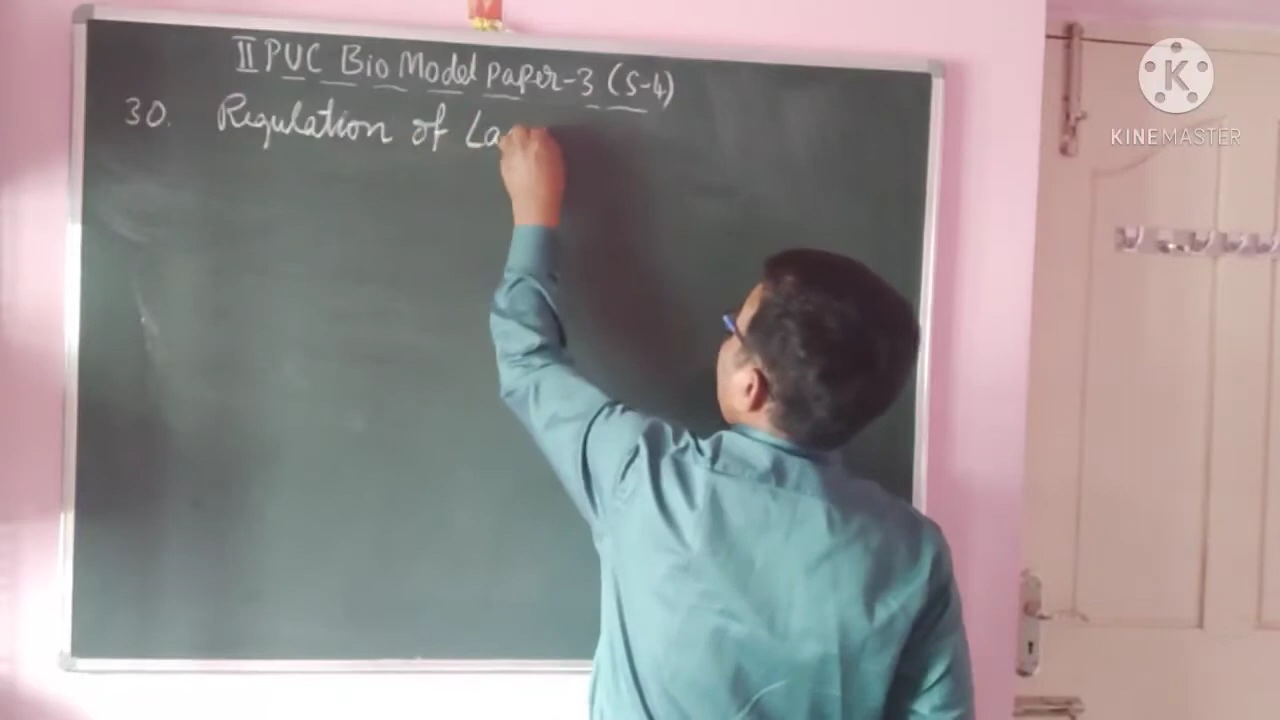 II PUC Bio Model Paper-3 (S-4)
30. Regulation of La
K
KINEMASTER